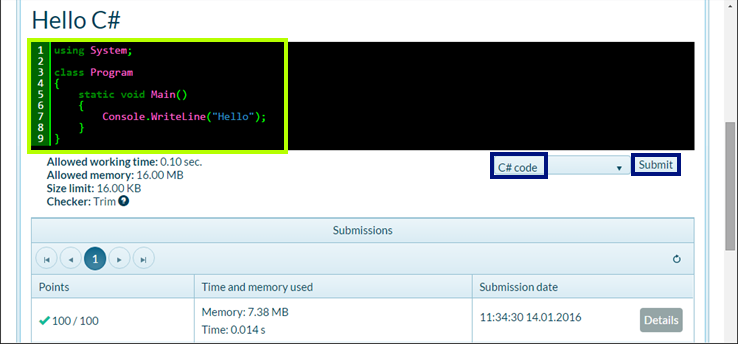 Hello C#
1 using System;
2
3 class Program
4 {
5     static void Main()
6     {
7         Console.WriteLine("Hello");
8     }
9 }
Allowed working time: 0.10 sec.
Allowed memory: 16.00 MB
Size limit: 16.00 KB
Checker: Trim ?
C# code Submit
Submissions
1
Points Time and memory used Submission date
100 / 100 Memory: 7.38 MB 11:34:30 14.01.2016 Details
Time: 0.014 s